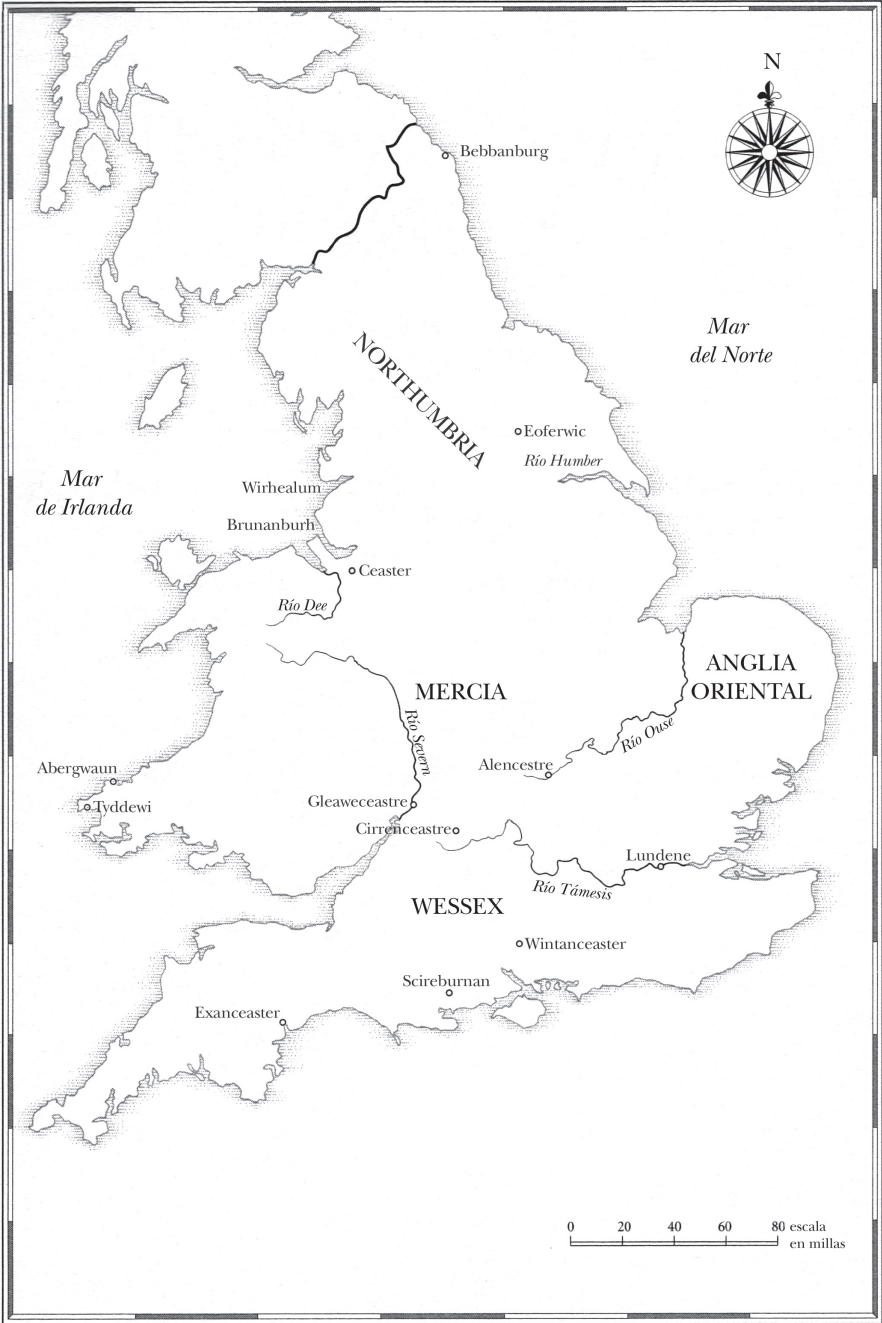 N
Bebbanburg
Mar
del Norte
NORTHUMBRIA
Eoferwic
Río Humber
Mar
de Irlanda
Wirhealum
Brunanburh
Ceaster
Río Dee
ANGLIA
ORIENTAL
MERCIA
Río Severn
Río Ouse
Alencestre
Abergwaun
Tyddewi
Gleaweceastre
Cirrenceastre
Lundene
Río Támesis
WESSEX
Wintanceaster
Scireburnan
Exanceaster
0 20 40 60 80 escala
en millas